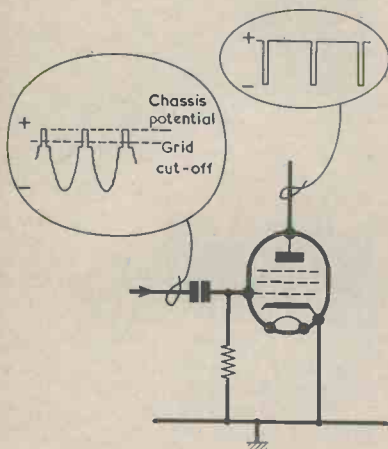 +
−
+
−
Chassis
potential
Grid
cut-off